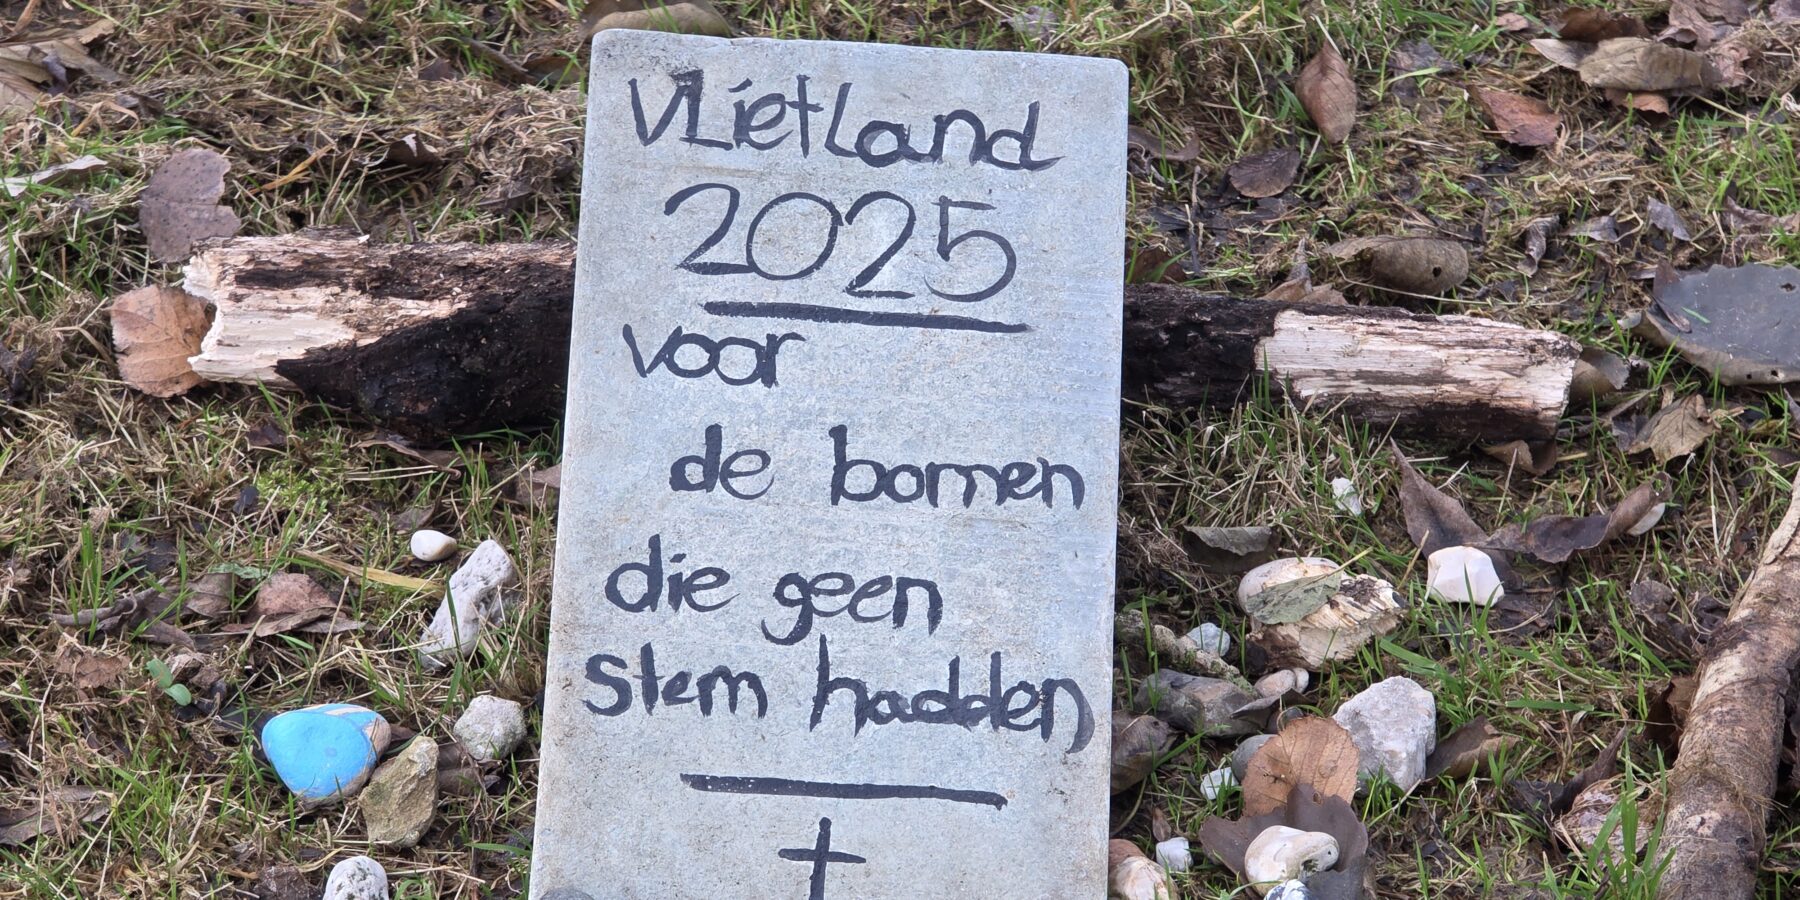 Vlietland
2025
voor
de bomen
die geen
stem hadden